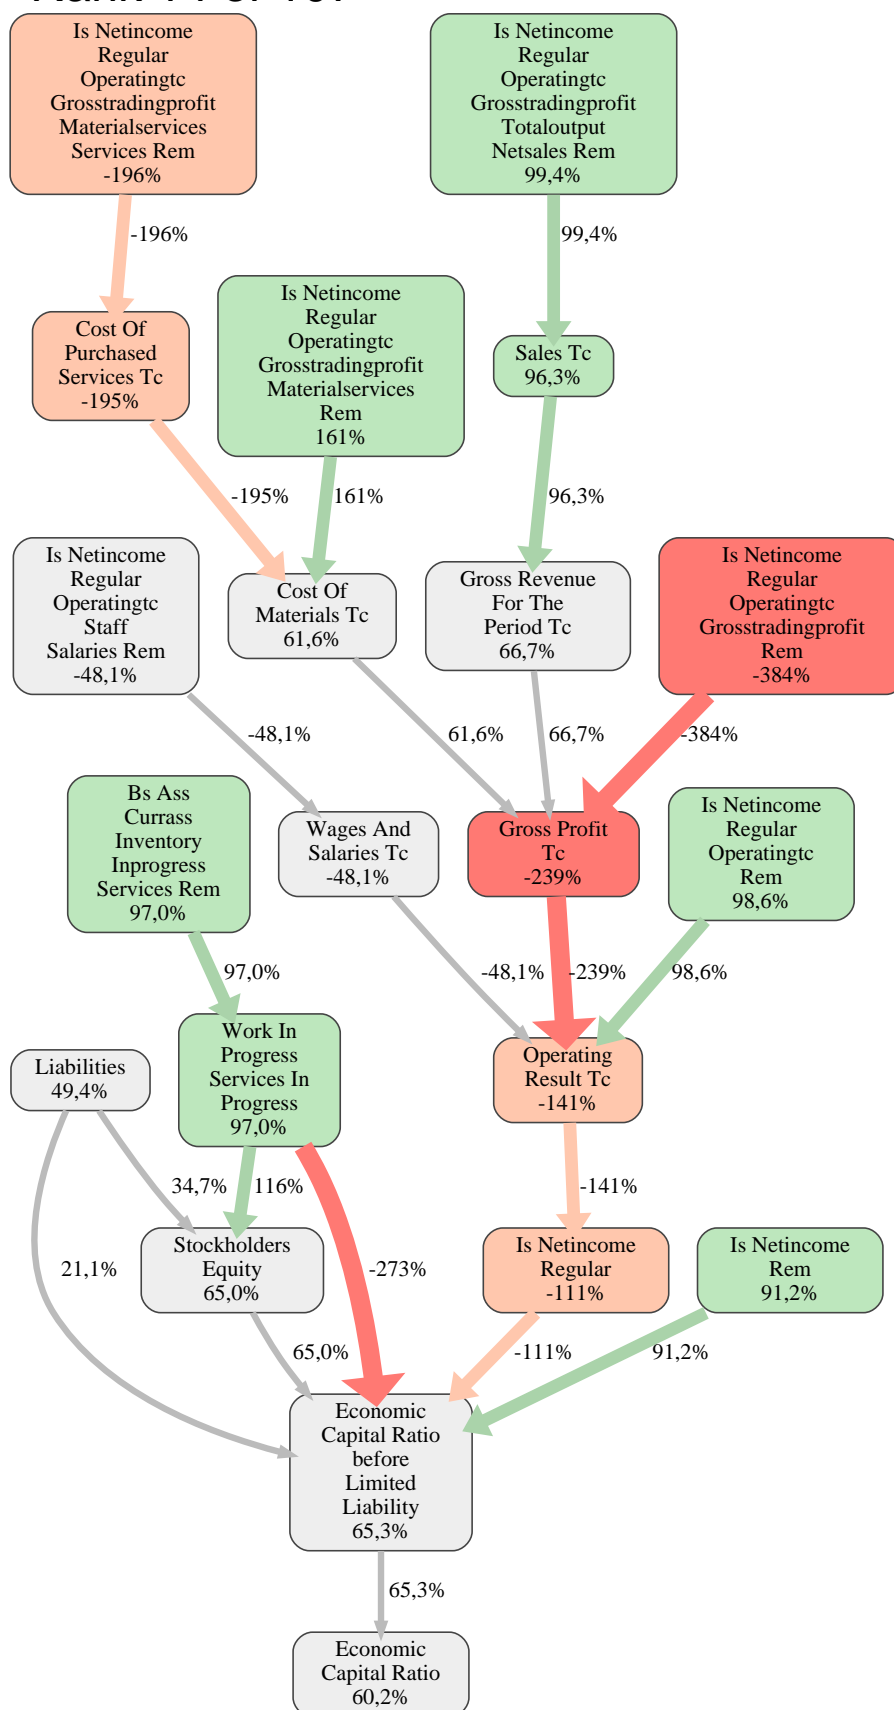 Is Netincome
Regular
Operatingtc
Grosstradingprofit
Materialservices
Services Rem
-196%
Is Netincome
Regular
Operatingtc
Grosstradingprofit
Totaloutput
Netsales Rem
99,4%
-196%
99,4%
Cost Of
Purchased
Services Tc
-195%
Is Netincome
Regular
Operatingtc
Grosstradingprofit
Materialservices
Rem
161%
Sales Tc
96,3%
-195%
161%
96,3%
Is Netincome
Regular
Operatingtc
Staff
Salaries Rem
-48,1%
Cost Of
Materials Tc
61,6%
Gross Revenue
For The
Period Tc
66,7%
Is Netincome
Regular
Operatingtc
Grosstradingprofit
Rem
-384%
-48,1%
61,6%
66,7%
-384%
Bs Ass
Currass
Inventory
Inprogress
Services Rem
97,0%
Wages And
Salaries Tc
-48,1%
Gross Profit
Tc
-239%
Is Netincome
Regular
Operatingtc
Rem
98,6%
97,0%
-48,1%
-239%
98,6%
Liabilities
49,4%
Work In
Progress
Services In
Progress
97,0%
Operating
Result Tc
-141%
34,7%
116%
-141%
21,1%
Stockholders
Equity
65,0%
-273%
Is Netincome
Regular
-111%
Is Netincome
Rem
91,2%
65,0%
-111%
91,2%
Economic
Capital Ratio
before
Limited
Liability
65,3%
65,3%
Economic
Capital Ratio
60,2%